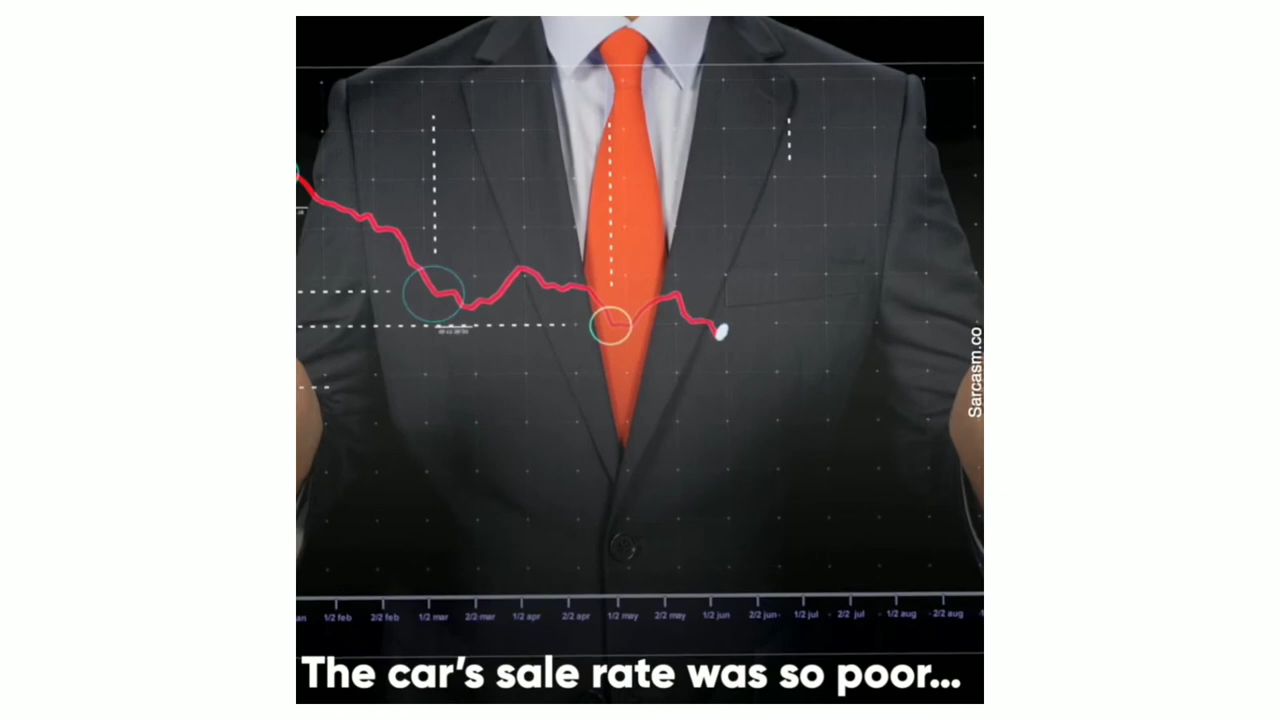 Sarcasm.co
1/2 feb 2/2 feb 1/2 mar 2/2 mar 1/2 apr 2/2 apr 1/2 may 2/2 may 1/2 jun 2/2 jun 1/2 jul 2/2 jul 1/2 aug 2/2 aug
The car's sale rate was so poor...